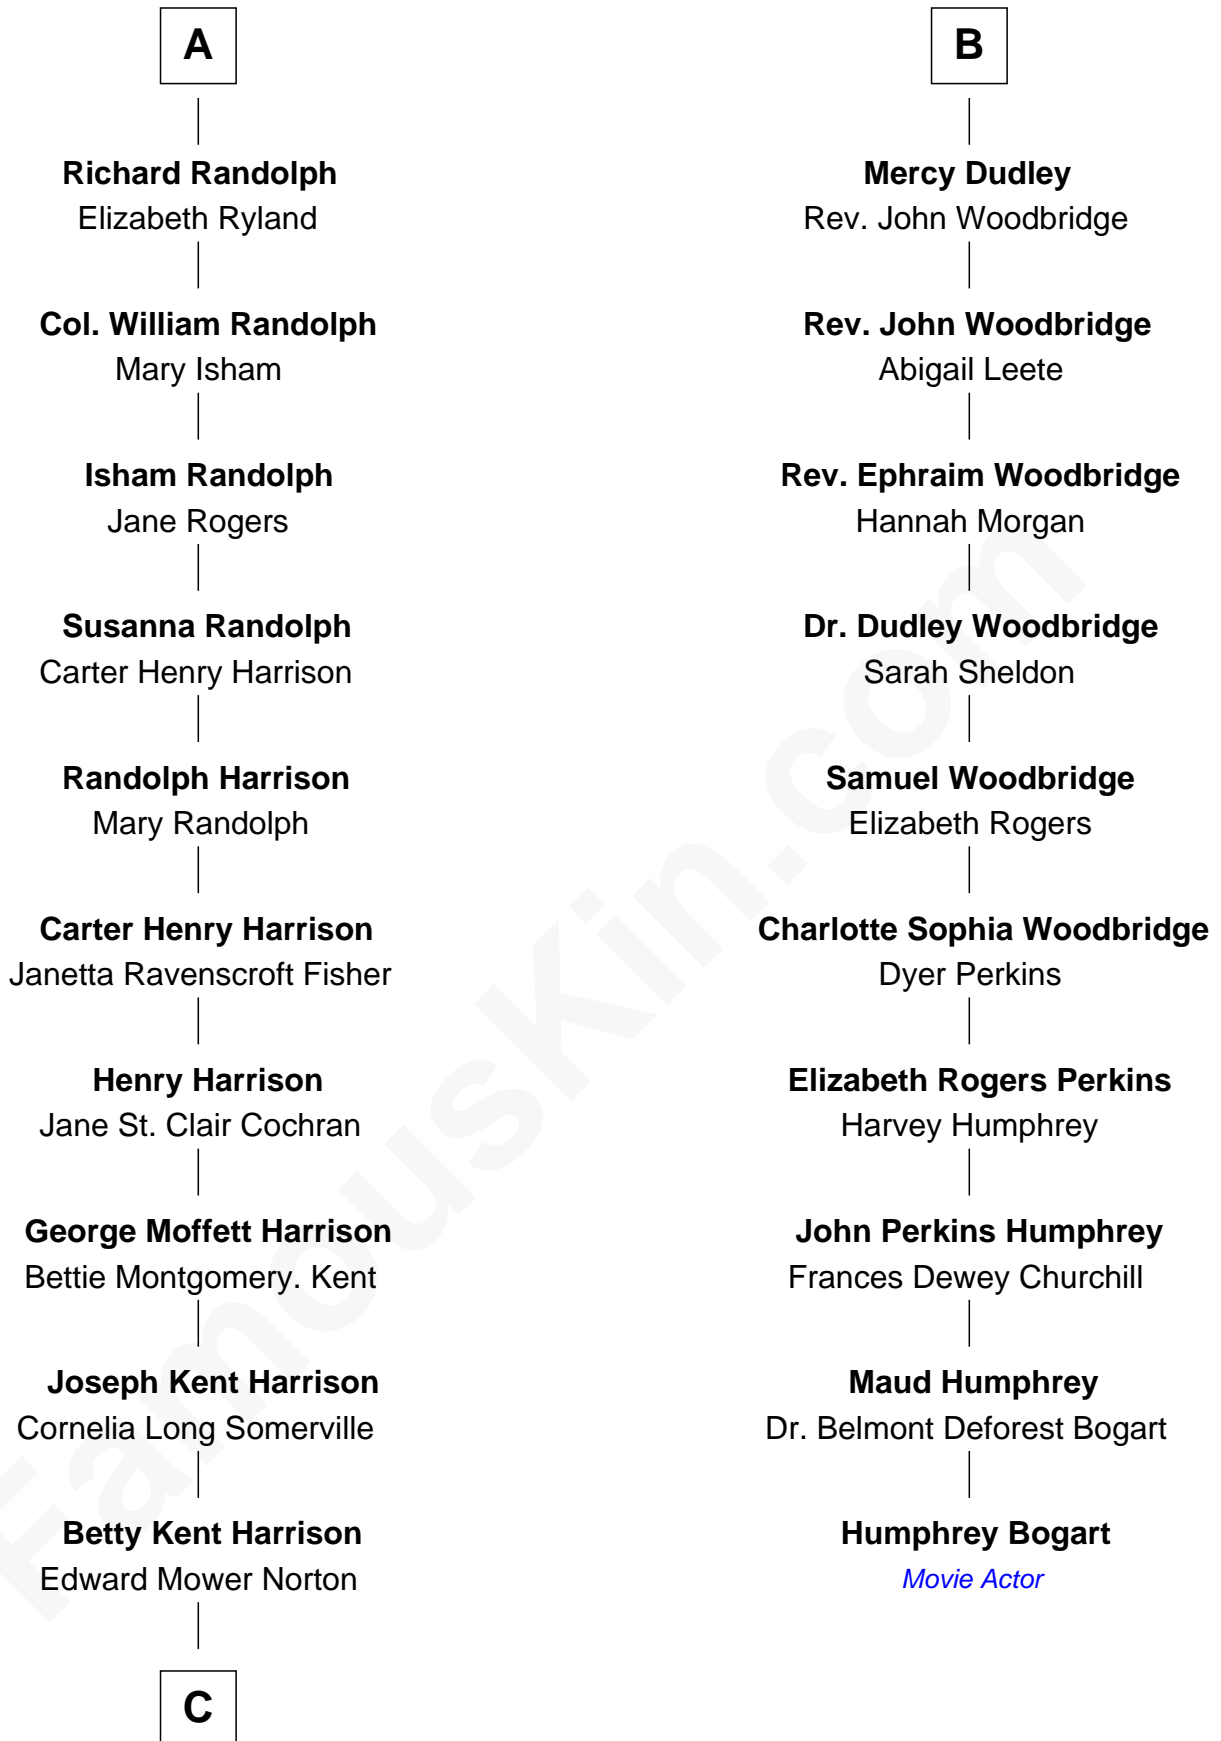 A
Richard Randolph
Elizabeth Ryland
Col. William Randolph
Mary Isham
Isham Randolph
Jane Rogers
Susanna Randolph
Carter Henry Harrison
Randolph Harrison
Mary Randolph
Carter Henry Harrison
Janetta Ravenscroft Fisher
Henry Harrison
Jane St. Clair Cochran
George Moffett Harrison
Bettie Montgomery. Kent
Joseph Kent Harrison
Cornelia Long Somerville
Betty Kent Harrison
Edward Mower Norton
C
B
Mercy Dudley
Rev. John Woodbridge
Rev. John Woodbridge
Abigail Leete
Rev. Ephraim Woodbridge
Hannah Morgan
Dr. Dudley Woodbridge
Sarah Sheldon
Samuel Woodbridge
Elizabeth Rogers
Charlotte Sophia Woodbridge
Dyer Perkins
Elizabeth Rogers Perkins
Harvey Humphrey
John Perkins Humphrey
Frances Dewey Churchill
Maud Humphrey
Dr. Belmont Deforest Bogart
Humphrey Bogart
Movie Actor
FamousKin.com